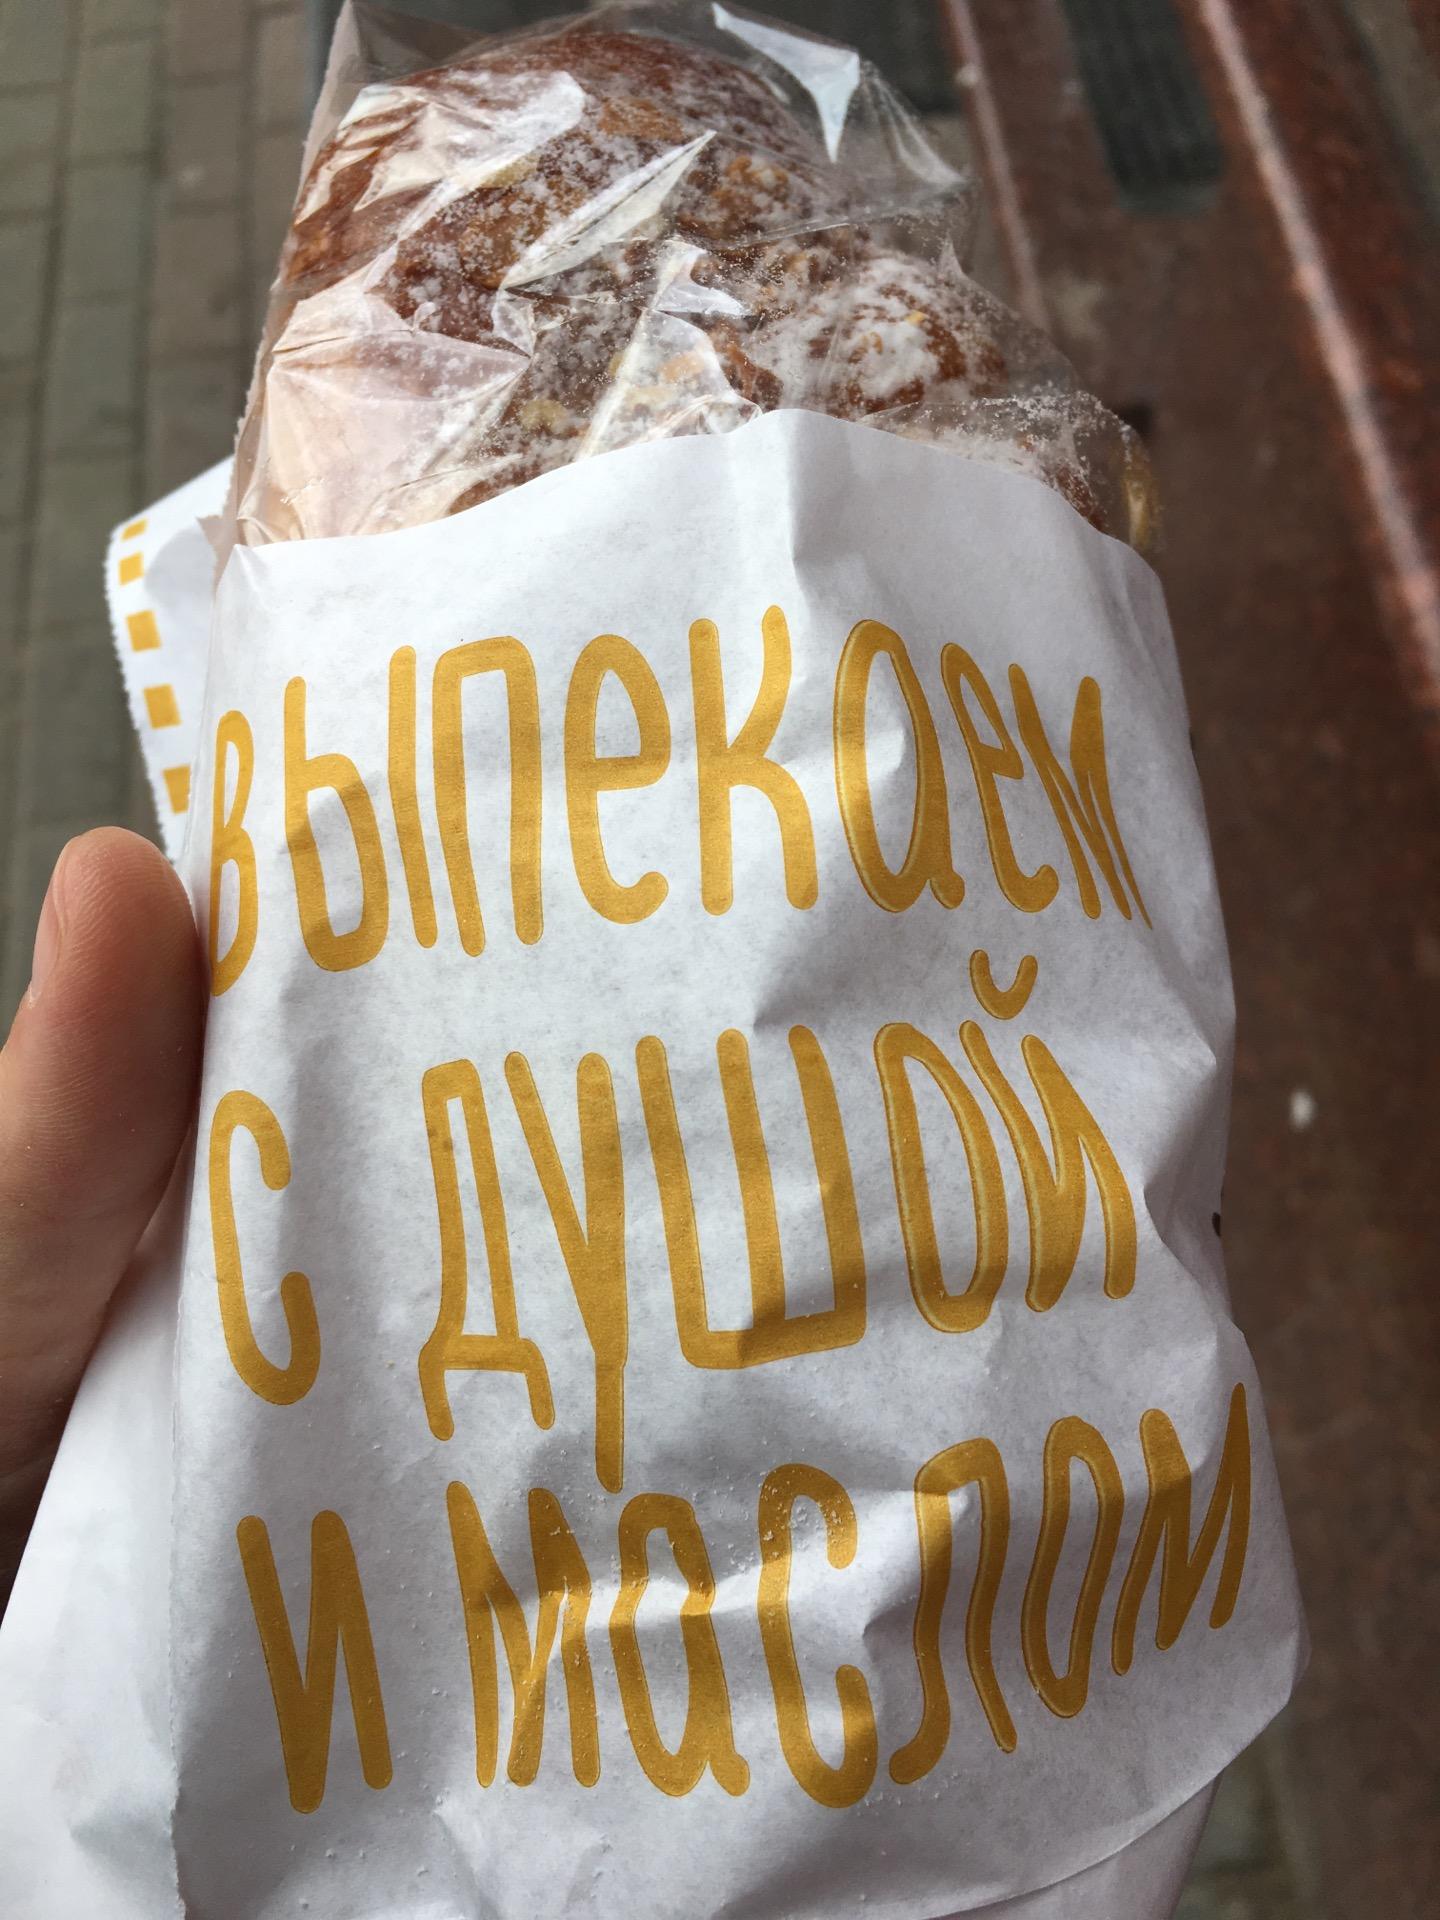 выпекаем
с душой
и маслом